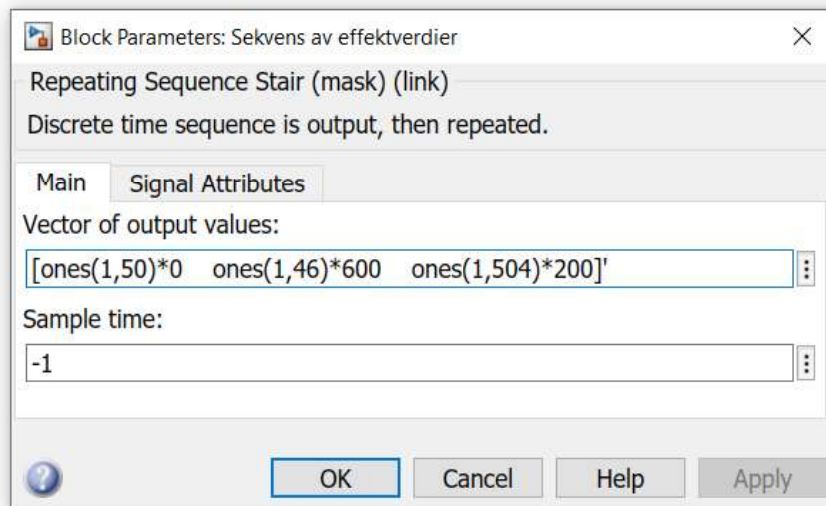 Block Parameters: Sekvens av effektverdier
Repeating Sequence Stair (mask) (link)
Discrete time sequence is output, then repeated.
Main Signal Attributes
Vector of output values:
[ones(1,50)*0 ones(1,46)*600 ones(1,504)*200]'
Sample time:
-1
? OK Cancel Help Apply